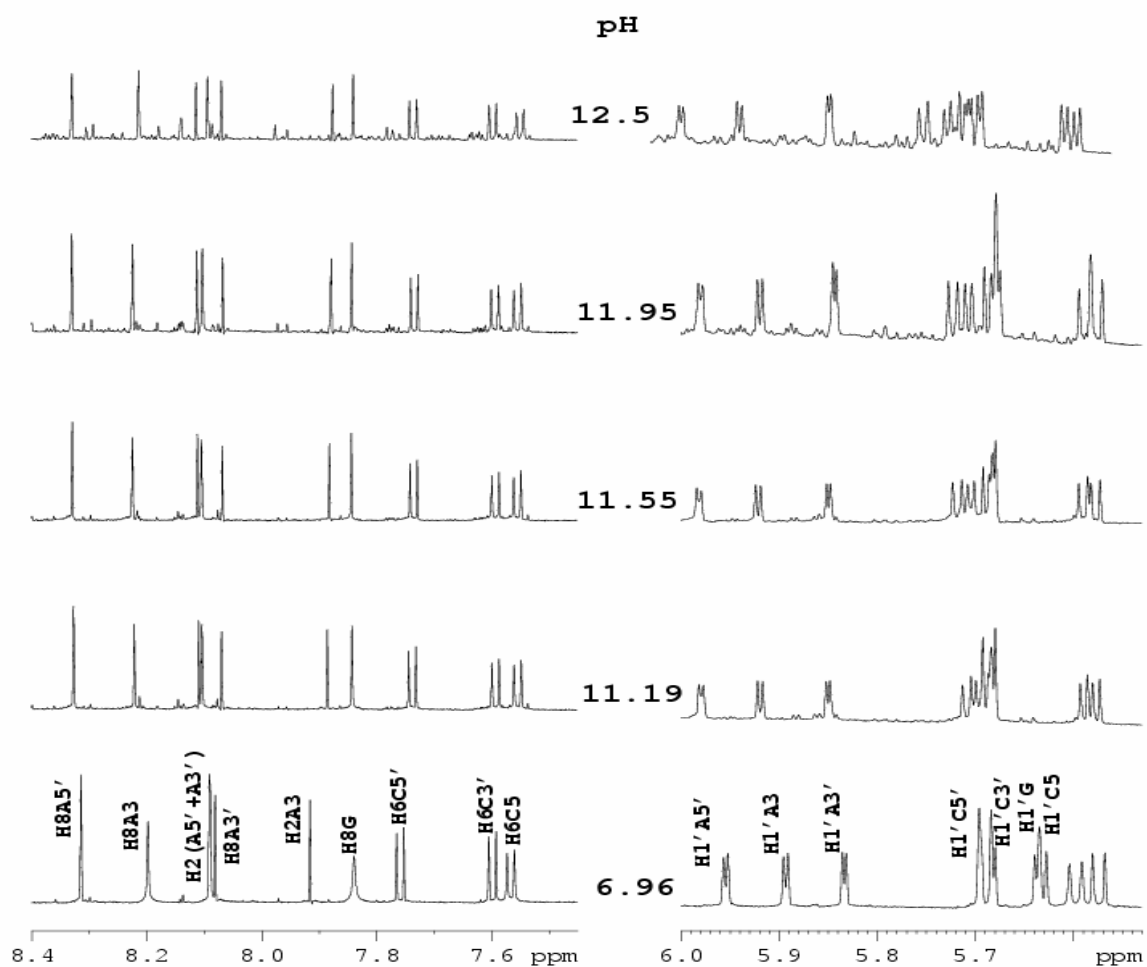 pH
12.5
11.95
11.55
11.19
6.96
H8A5'
H8A3
H2(A5'+A3')
H8A3'
H2A3
H8G
H6C5'
H6C3'
H6C5
H1'A5'
H1'A3
H1'A3'
H1'C5'
H1'C3'
H1'G
H1'C5
8.4 8.2 8.0 7.8 7.6 ppm
6.0 5.9 5.8 5.7 ppm